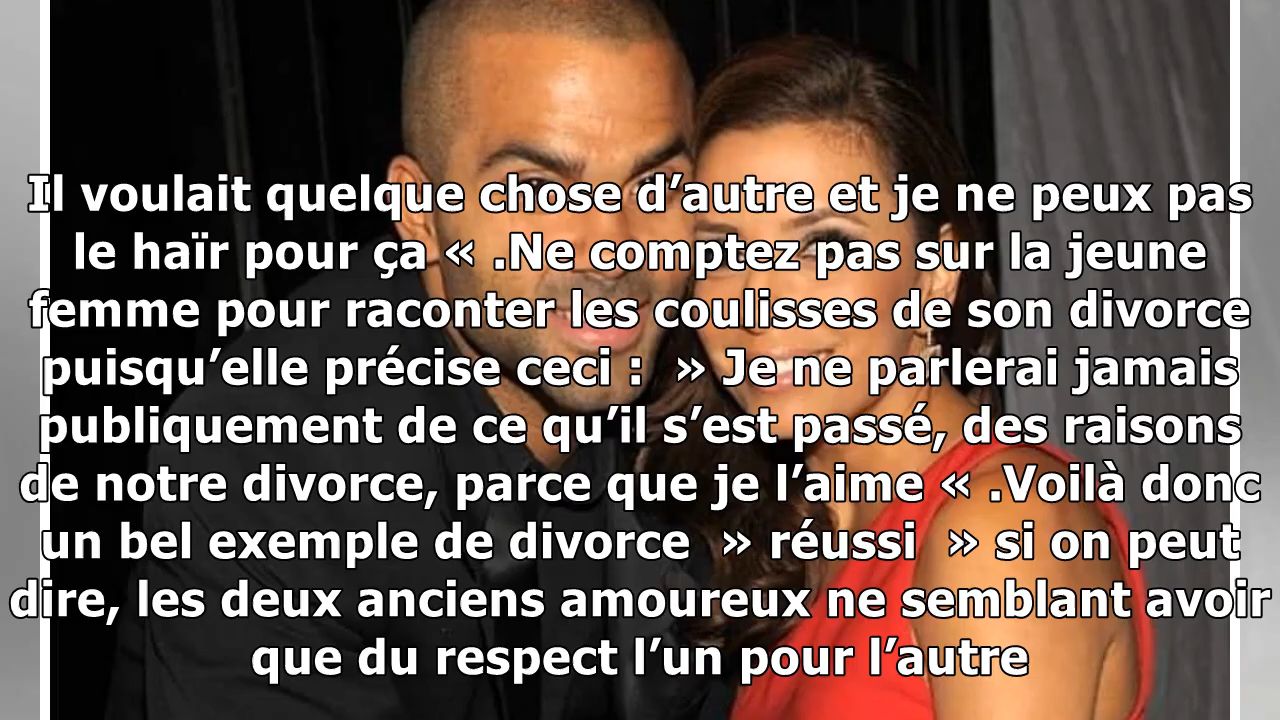 Il voulait quelque chose d’autre et je ne peux pas
le haïr pour ça « .Ne comptez pas sur la jeune
femme pour raconter les coulisses de son divorce
puisqu’elle précise ceci :  » Je ne parlerai jamais
publiquement de ce qu’il s’est passé, des raisons
de notre divorce, parce que je l’aime « .Voilà donc
un bel exemple de divorce  » réussi  » si on peut
dire, les deux anciens amoureux ne semblant avoir
que du respect l’un pour l’autre